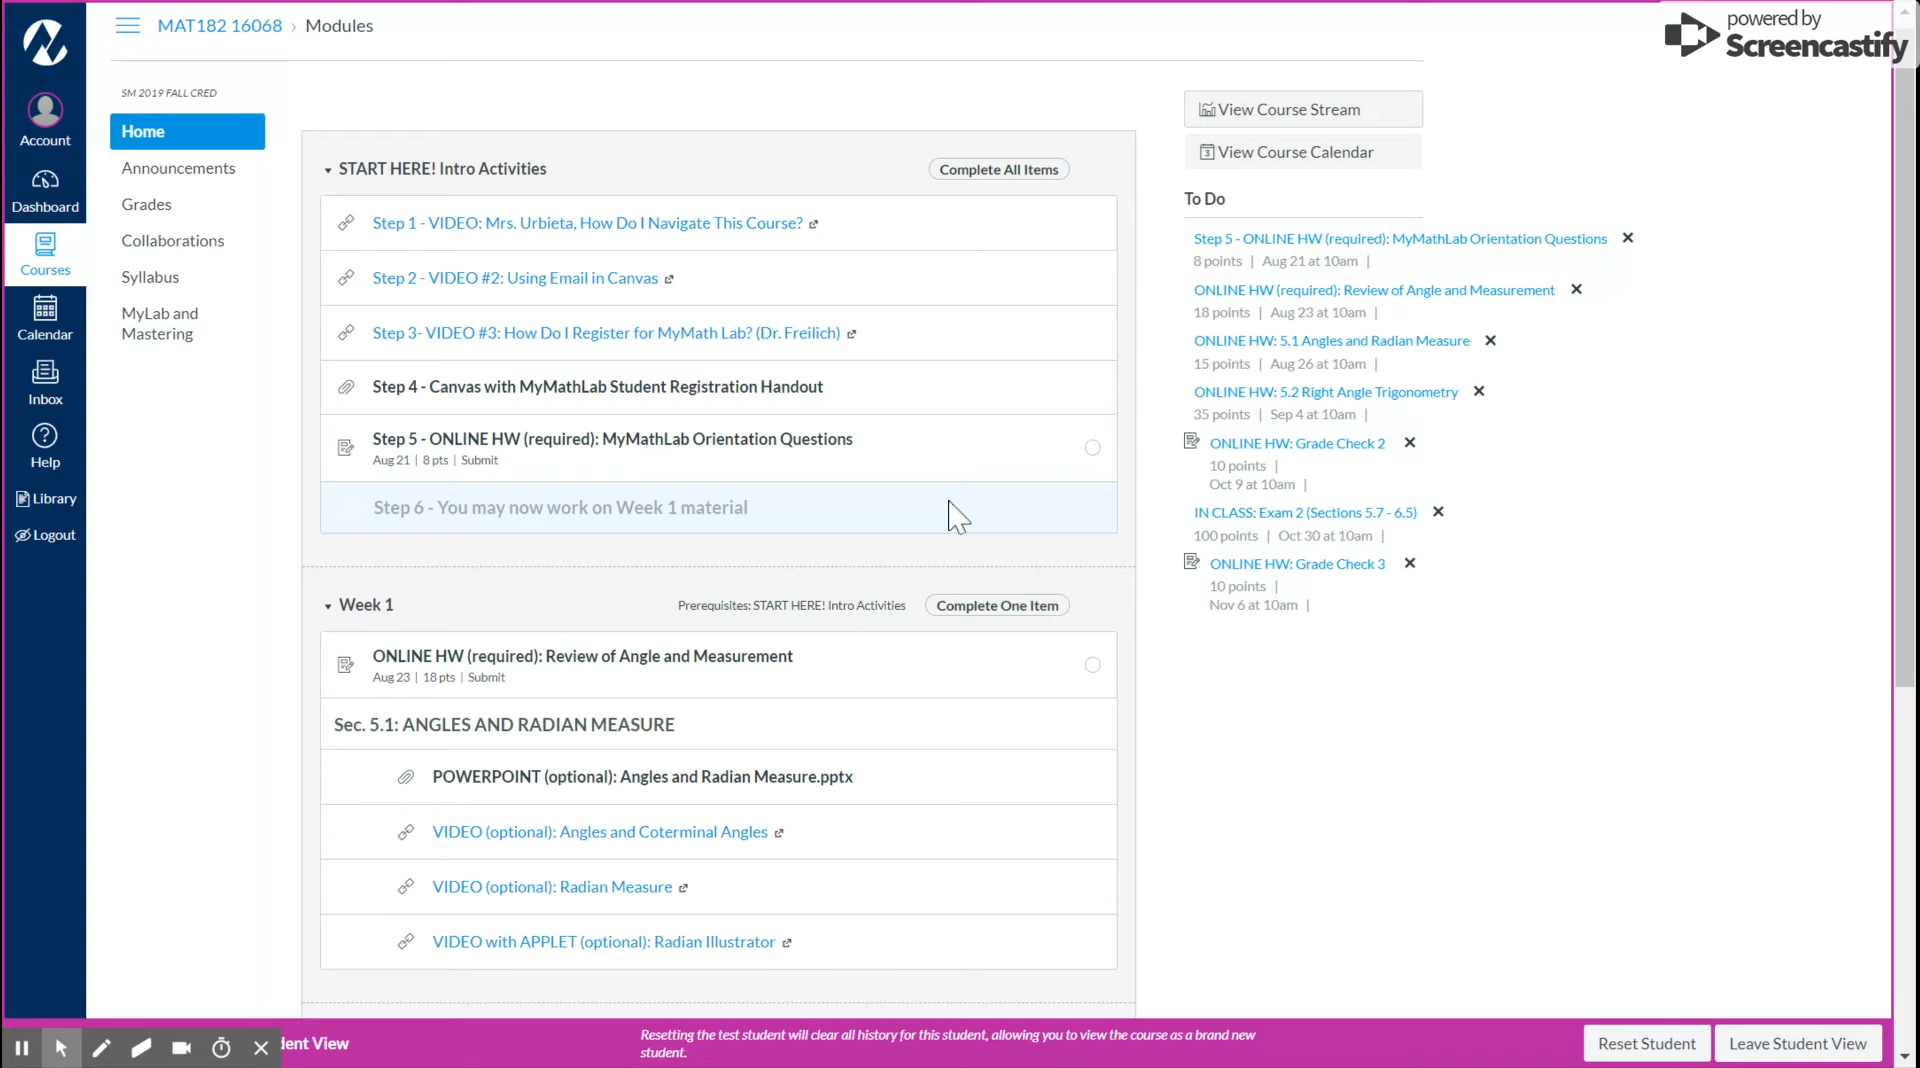 MAT182 16068 › Modules
powered by
Screencastify
SM 2019 FALL CRED
Account
Dashboard
Courses
Calendar
Inbox
Help
Library
Logout
Home
Announcements
Grades
Collaborations
Syllabus
MyLab and
Mastering
START HERE! Intro Activities
Complete All Items
Step 1 - VIDEO: Mrs. Urbieta, How Do I Navigate This Course?
Step 2 - VIDEO #2: Using Email in Canvas
Step 3- VIDEO #3: How Do I Register for MyMath Lab? (Dr. Freilich)
Step 4 - Canvas with MyMathLab Student Registration Handout
Step 5 - ONLINE HW (required): MyMathLab Orientation Questions
Aug 21 | 8 pts | Submit
Step 6 - You may now work on Week 1 material
Week 1
Prerequisites: START HERE! Intro Activities
Complete One Item
ONLINE HW (required): Review of Angle and Measurement
Aug 23 | 18 pts | Submit
Sec. 5.1: ANGLES AND RADIAN MEASURE
POWERPOINT (optional): Angles and Radian Measure.pptx
VIDEO (optional): Angles and Coterminal Angles
VIDEO (optional): Radian Measure
VIDEO with APPLET (optional): Radian Illustrator
View Course Stream
3 View Course Calendar
To Do
Step 5 - ONLINE HW (required): MyMathLab Orientation Questions
8 points | Aug 21 at 10am |
ONLINE HW (required): Review of Angle and Measurement
18 points | Aug 23 at 10am |
ONLINE HW: 5.1 Angles and Radian Measure
15 points | Aug 26 at 10am |
ONLINE HW: 5.2 Right Angle Trigonometry
35 points | Sep 4 at 10am |
ONLINE HW: Grade Check 2
10 points |
Oct 9 at 10am |
IN CLASS: Exam 2 (Sections 5.7 - 6.5)
100 points | Oct 30 at 10am |
ONLINE HW: Grade Check 3
10 points |
Nov 6 at 10am |
dent View
Resetting the test student will clear all history for this student, allowing you to view the course as a brand new
student.
Reset Student
Leave Student View